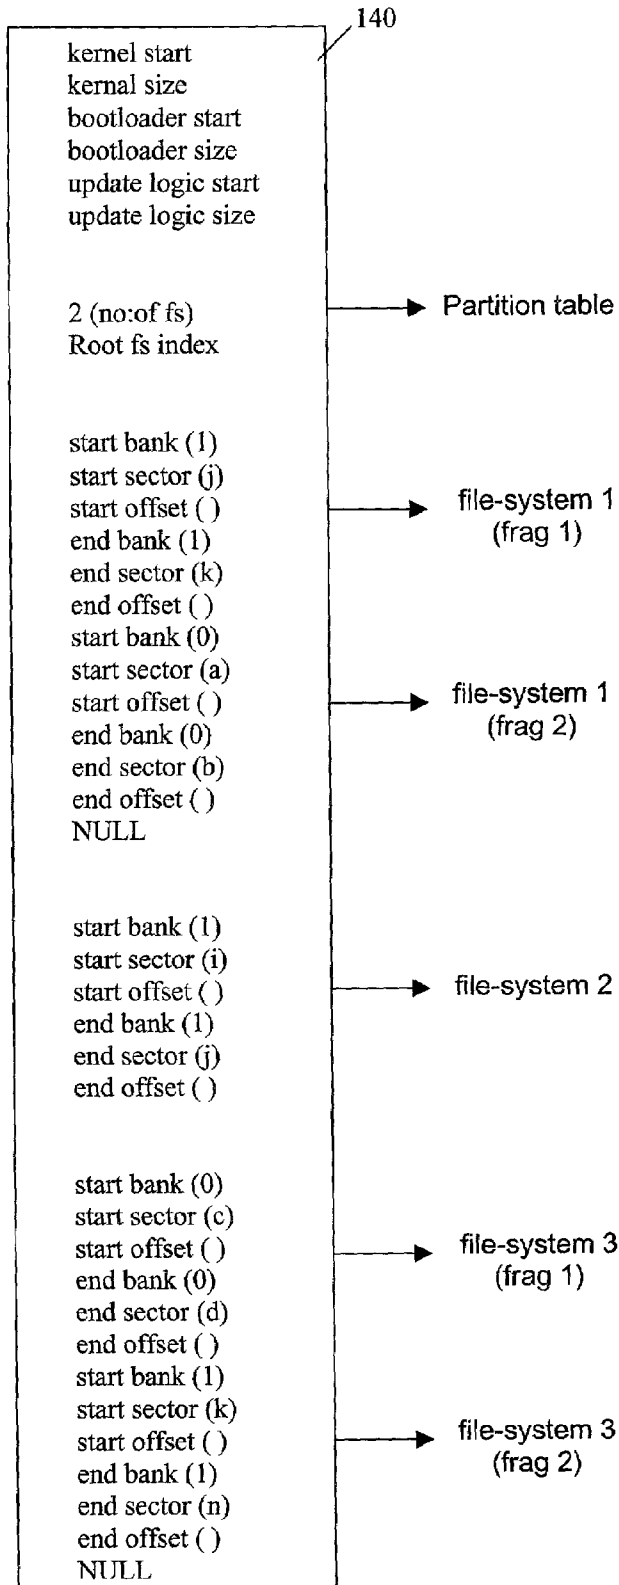 140
kernel start
kernal size
bootloader start
bootloader size
update logic start
update logic size
2 (no:of fs)
Root fs index
Partition table
start bank (1)
start sector (j)
start offset ( )
end bank (1)
end sector (k)
end offset ( )
file-system 1
(frag 1)
start bank (0)
start sector (a)
start offset ( )
end bank (0)
end sector (b)
end offset ( )
NULL
file-system 1
(frag 2)
start bank (1)
start sector (i)
start offset ( )
end bank (1)
end sector (j)
end offset ( )
file-system 2
start bank (0)
start sector (c)
start offset ( )
end bank (0)
end sector (d)
end offset ( )
file-system 3
(frag 1)
start bank (1)
start sector (k)
start offset ( )
end bank (1)
end sector (n)
end offset ( )
NULL
file-system 3
(frag 2)